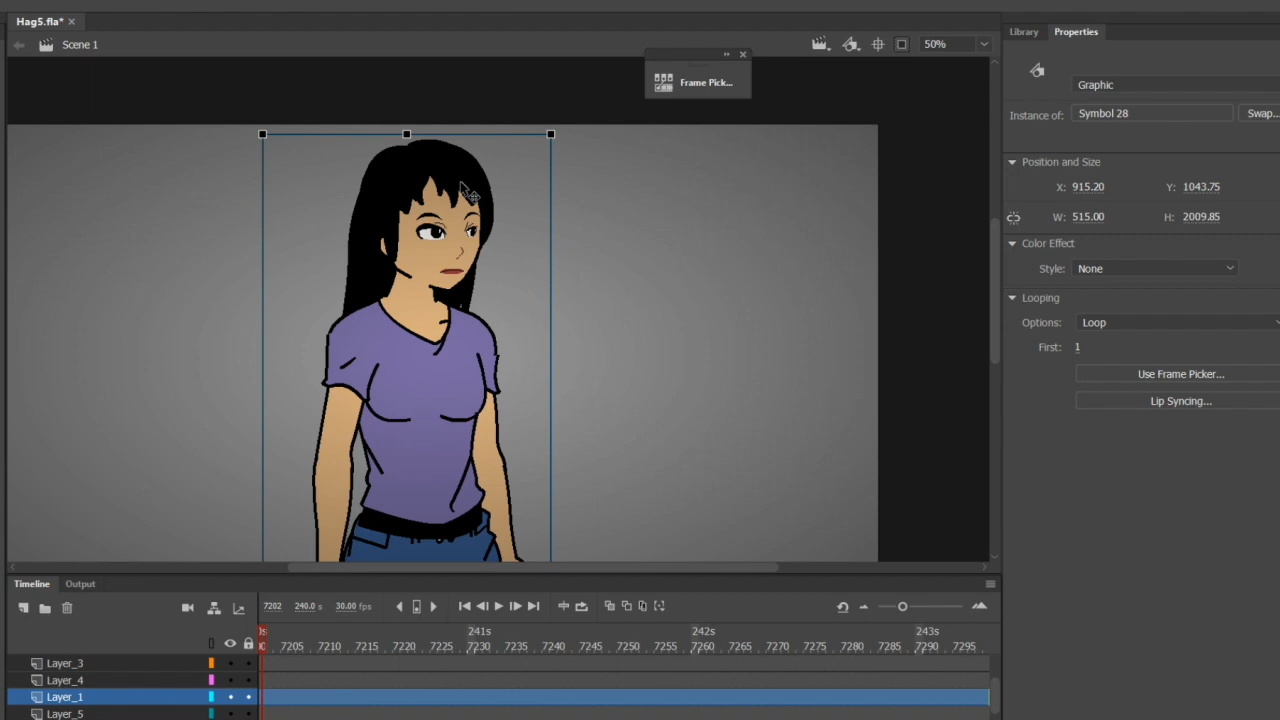 Hag5.fla*
Library Properties
Scene 1
50%
Frame Pick...
Graphic
Instance of: Symbol 28 Swap...
Position and Size
X: 915.20 Y: 1043.75
W: 515.00 H: 2009.85
Color Effect
Style: None
Looping
Options: Loop
First: 1
Use Frame Picker...
Lip Syncing...
Timeline Output
7202 240.0 s 30.00 fps
241s 242s 243s
7205 7210 7215 7220 7225 7230 7235 7240 7245 7250 7255 7260 7265 7270 7275 7280 7285 7290 7295
Layer_3
Layer_4
Layer_1
Layer_5